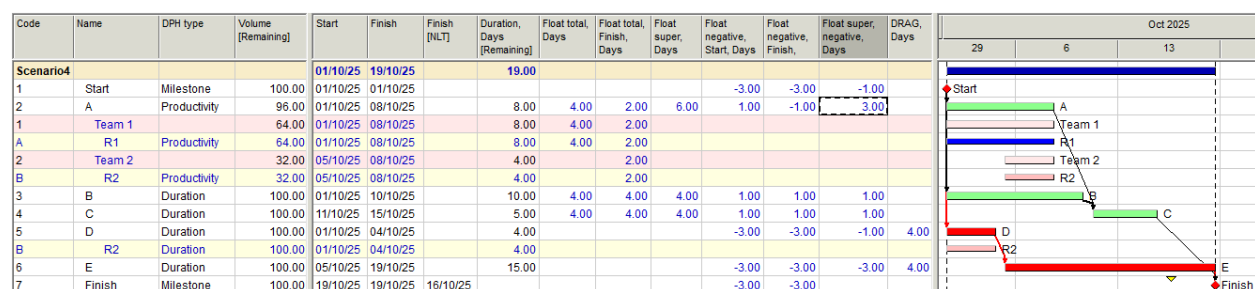 Code Name DPH type Volume [Remaining] Start Finish Finish [NLT] Duration, Days [Remaining] Float total, Days Float total, Finish, Days Float super, Days Float negative, Start, Days Float negative, Finish, Float super, negative, Days DRAG, Days Oct 2025
29 6 13
Scenario4 01/10/25 19/10/25 19.00
1 Start Milestone 100.00 01/10/25 01/10/25 -3.00 -3.00 -1.00 Start
2 A Productivity 96.00 01/10/25 08/10/25 8.00 4.00 2.00 6.00 1.00 -1.00 3.00 A
1 Team 1 64.00 01/10/25 08/10/25 8.00 4.00 2.00 Team 1
A R1 Productivity 64.00 01/10/25 08/10/25 8.00 4.00 2.00 R1
2 Team 2 32.00 05/10/25 08/10/25 4.00 2.00 Team 2
B R2 Productivity 32.00 05/10/25 08/10/25 4.00 2.00 R2
3 B Duration 100.00 01/10/25 10/10/25 10.00 4.00 4.00 4.00 1.00 1.00 1.00 B
4 C Duration 100.00 11/10/25 15/10/25 5.00 4.00 4.00 4.00 1.00 1.00 1.00 C
5 D Duration 100.00 01/10/25 04/10/25 4.00 -3.00 -3.00 -1.00 4.00 D
B R2 Duration 100.00 01/10/25 04/10/25 4.00 R2
6 E Duration 100.00 05/10/25 19/10/25 15.00 -3.00 -3.00 -3.00 4.00 E
7 Finish Milestone 100.00 19/10/25 19/10/25 16/10/25 -3.00 -3.00 Finish